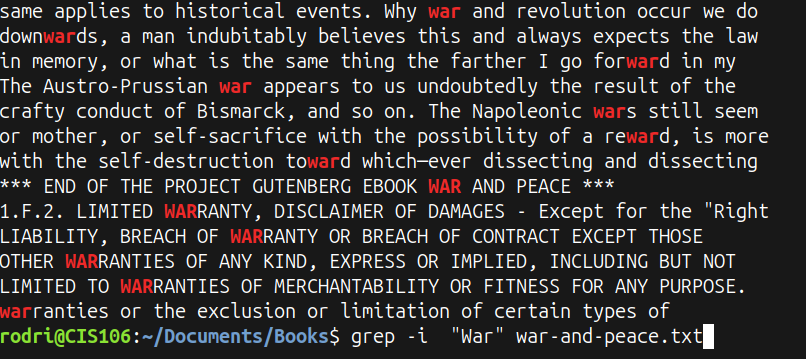 same applies to historical events. Why war and revolution occur we do
downwards, a man indubitably believes this and always expects the law
in memory, or what is the same thing the farther I go forward in my
The Austro-Prussian war appears to us undoubtedly the result of the
crafty conduct of Bismarck, and so on. The Napoleonic wars still seem
or mother, or self-sacrifice with the possibility of a reward, is more
with the self-destruction toward which—ever dissecting and dissecting
*** END OF THE PROJECT GUTENBERG EBOOK WAR AND PEACE ***
1.F.2. LIMITED WARRANTY, DISCLAIMER OF DAMAGES - Except for the "Right
LIABILITY, BREACH OF WARRANTY OR BREACH OF CONTRACT EXCEPT THOSE
OTHER WARRANTIES OF ANY KIND, EXPRESS OR IMPLIED, INCLUDING BUT NOT
LIMITED TO WARRANTIES OF MERCHANTABILITY OR FITNESS FOR ANY PURPOSE.
warranties or the exclusion or limitation of certain types of
rodri@CIS106:~/Documents/Books$ grep -i  "War" war-and-peace.txt